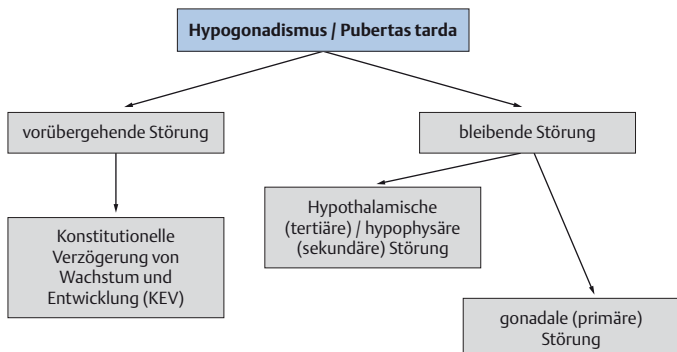 Hypogonadismus / Pubertas tarda
vorübergehende Störung
bleibende Störung
Konstitutionelle
Verzögerung von
Wachstum und
Entwicklung (KEV)
Hypothalamische
(tertiäre) / hypophysäre
(sekundäre) Störung
gonadale (primäre)
Störung